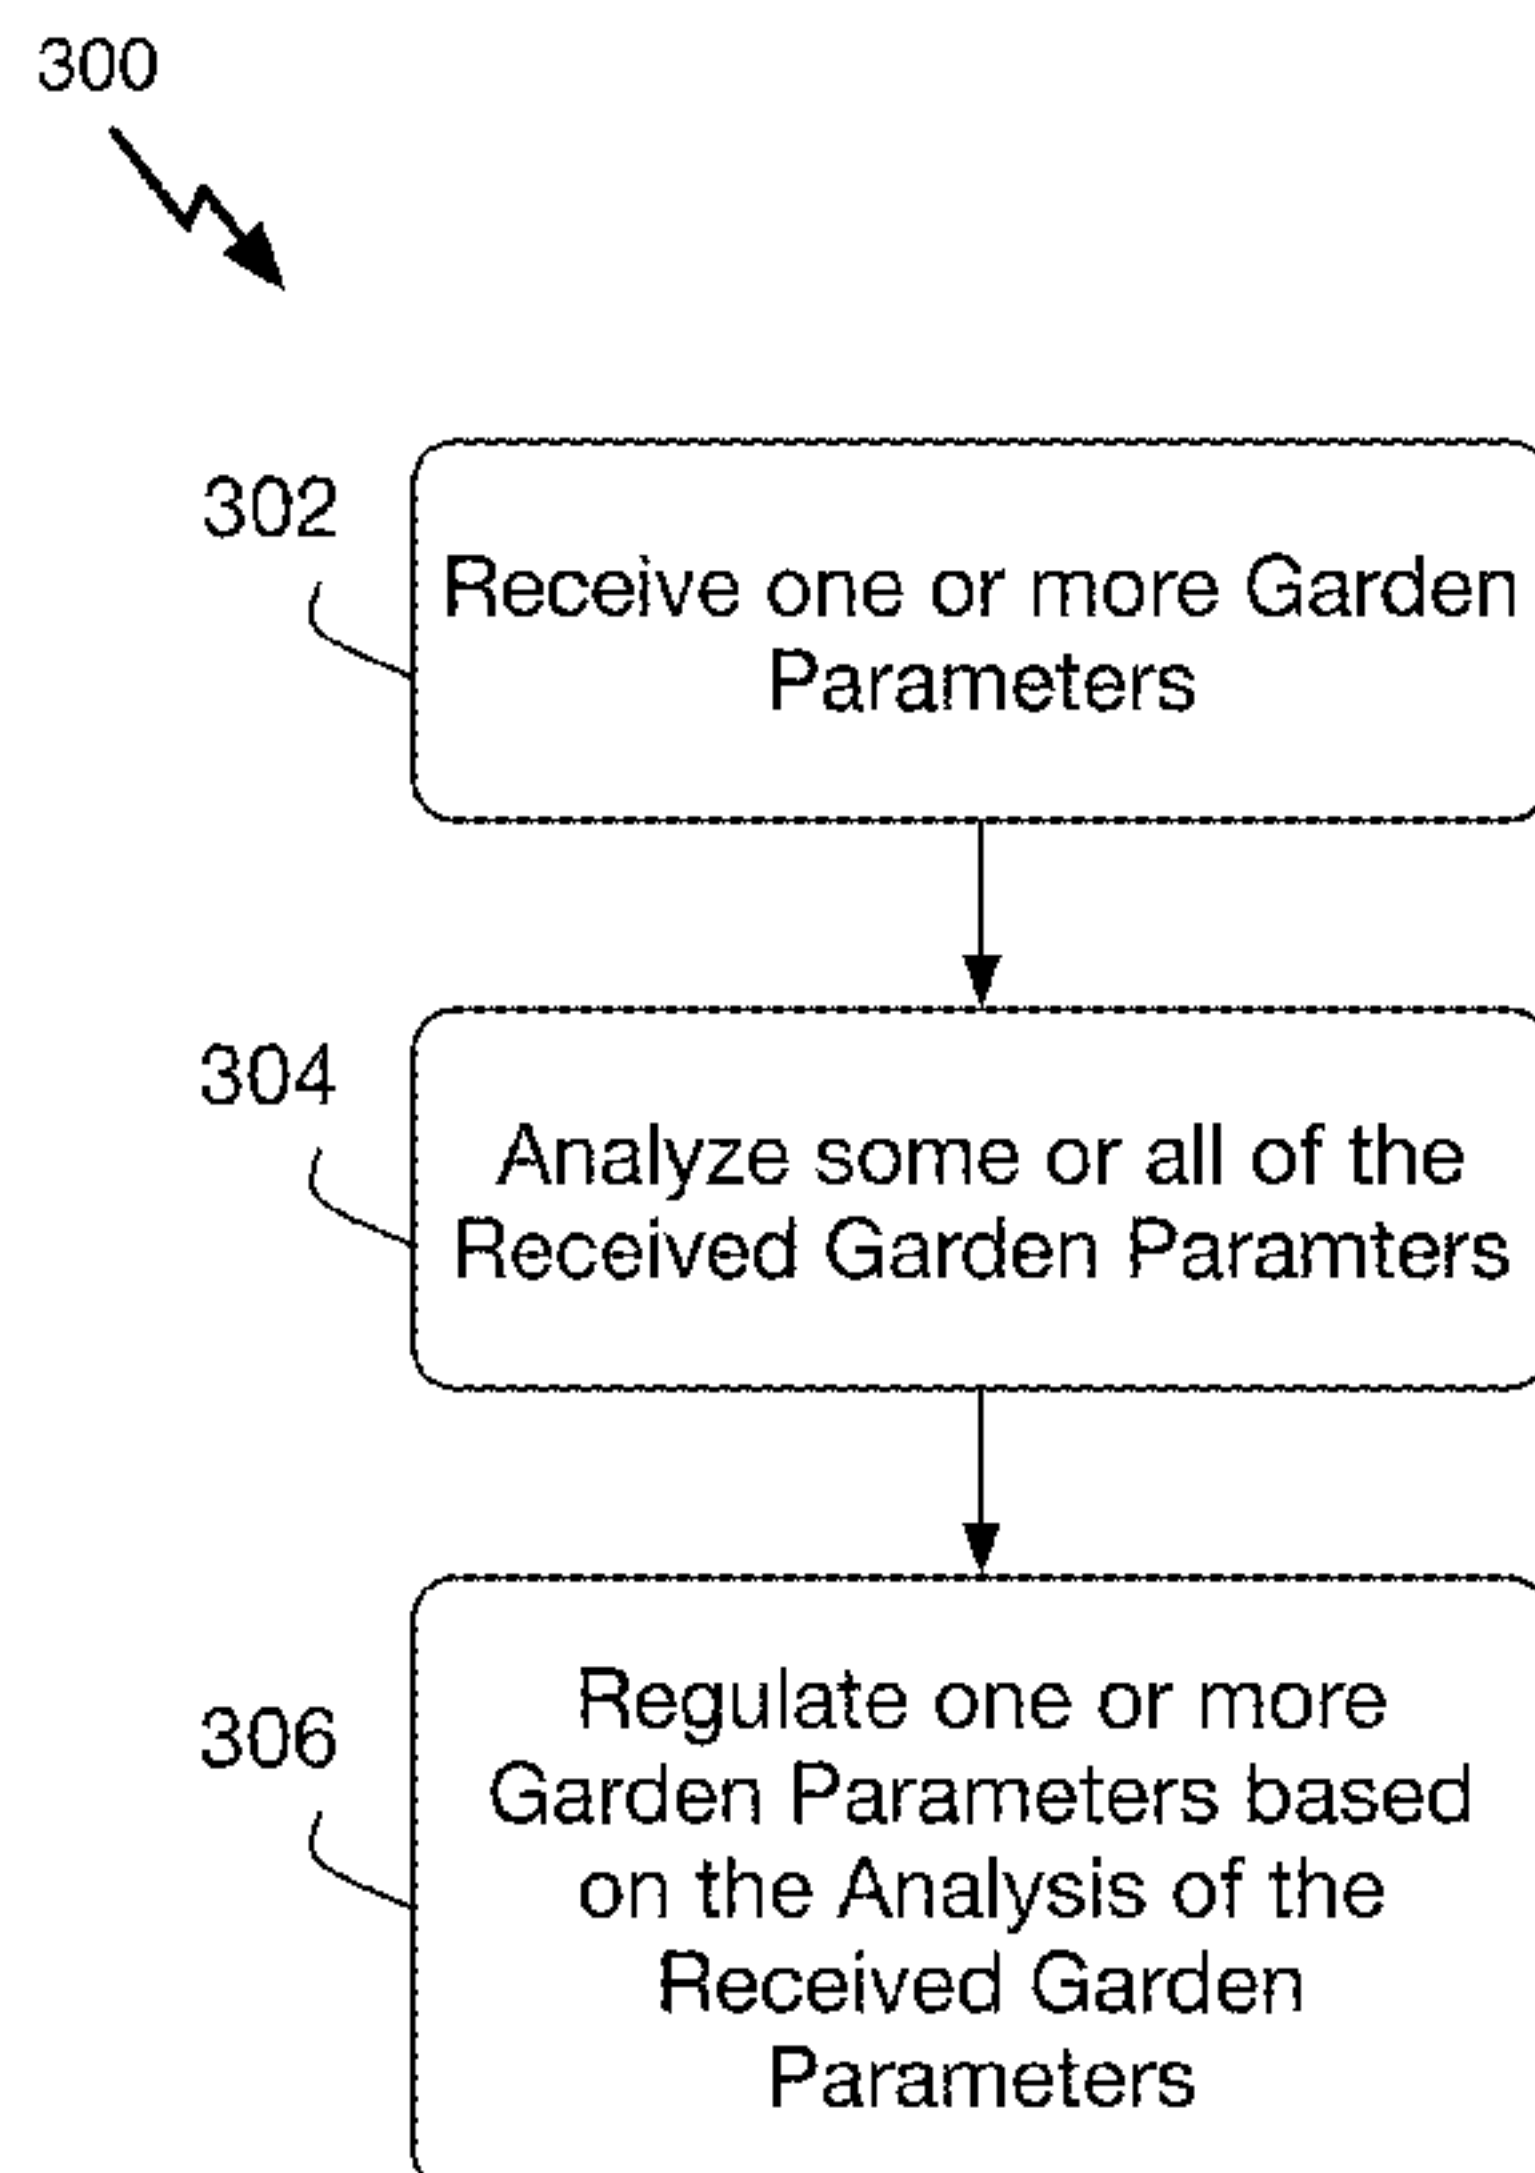 300
302
Receive one or more Garden
Parameters
304
Analyze some or all of the
Received Garden Paramters
306
Regulate one or more
Garden Parameters based
on the Analysis of the
Received Garden
Parameters